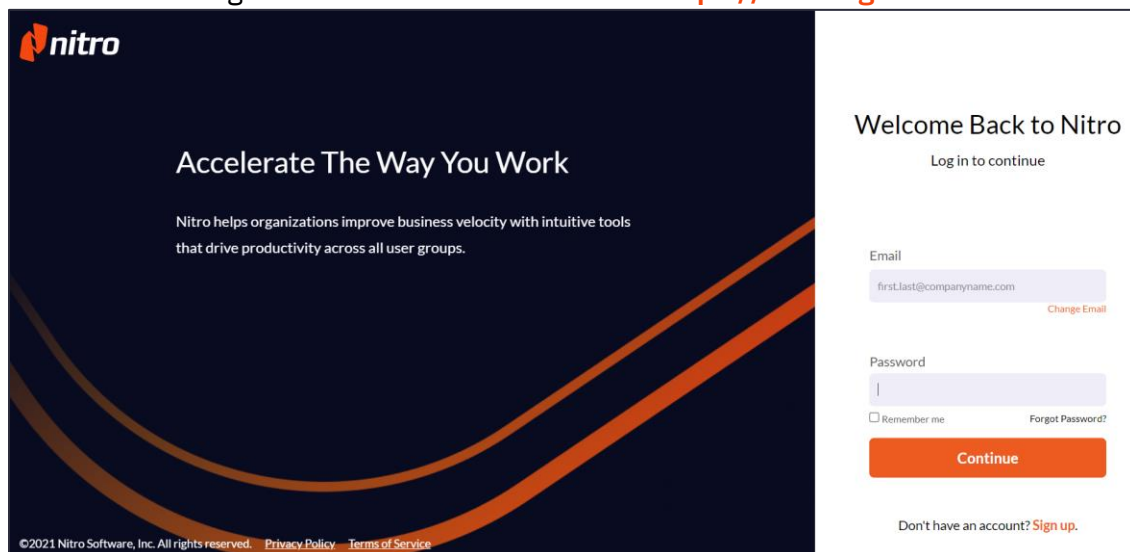 nitro
Accelerate The Way You Work
Nitro helps organizations improve business velocity with intuitive tools
that drive productivity across all user groups.
©2021 Nitro Software, Inc. All rights reserved. Privacy Policy Terms of Service
Welcome Back to Nitro
Log in to continue
Email
first.last@companyname.com
Change Email
Password
Remember me Forgot Password?
Continue
Don't have an account? Sign up.